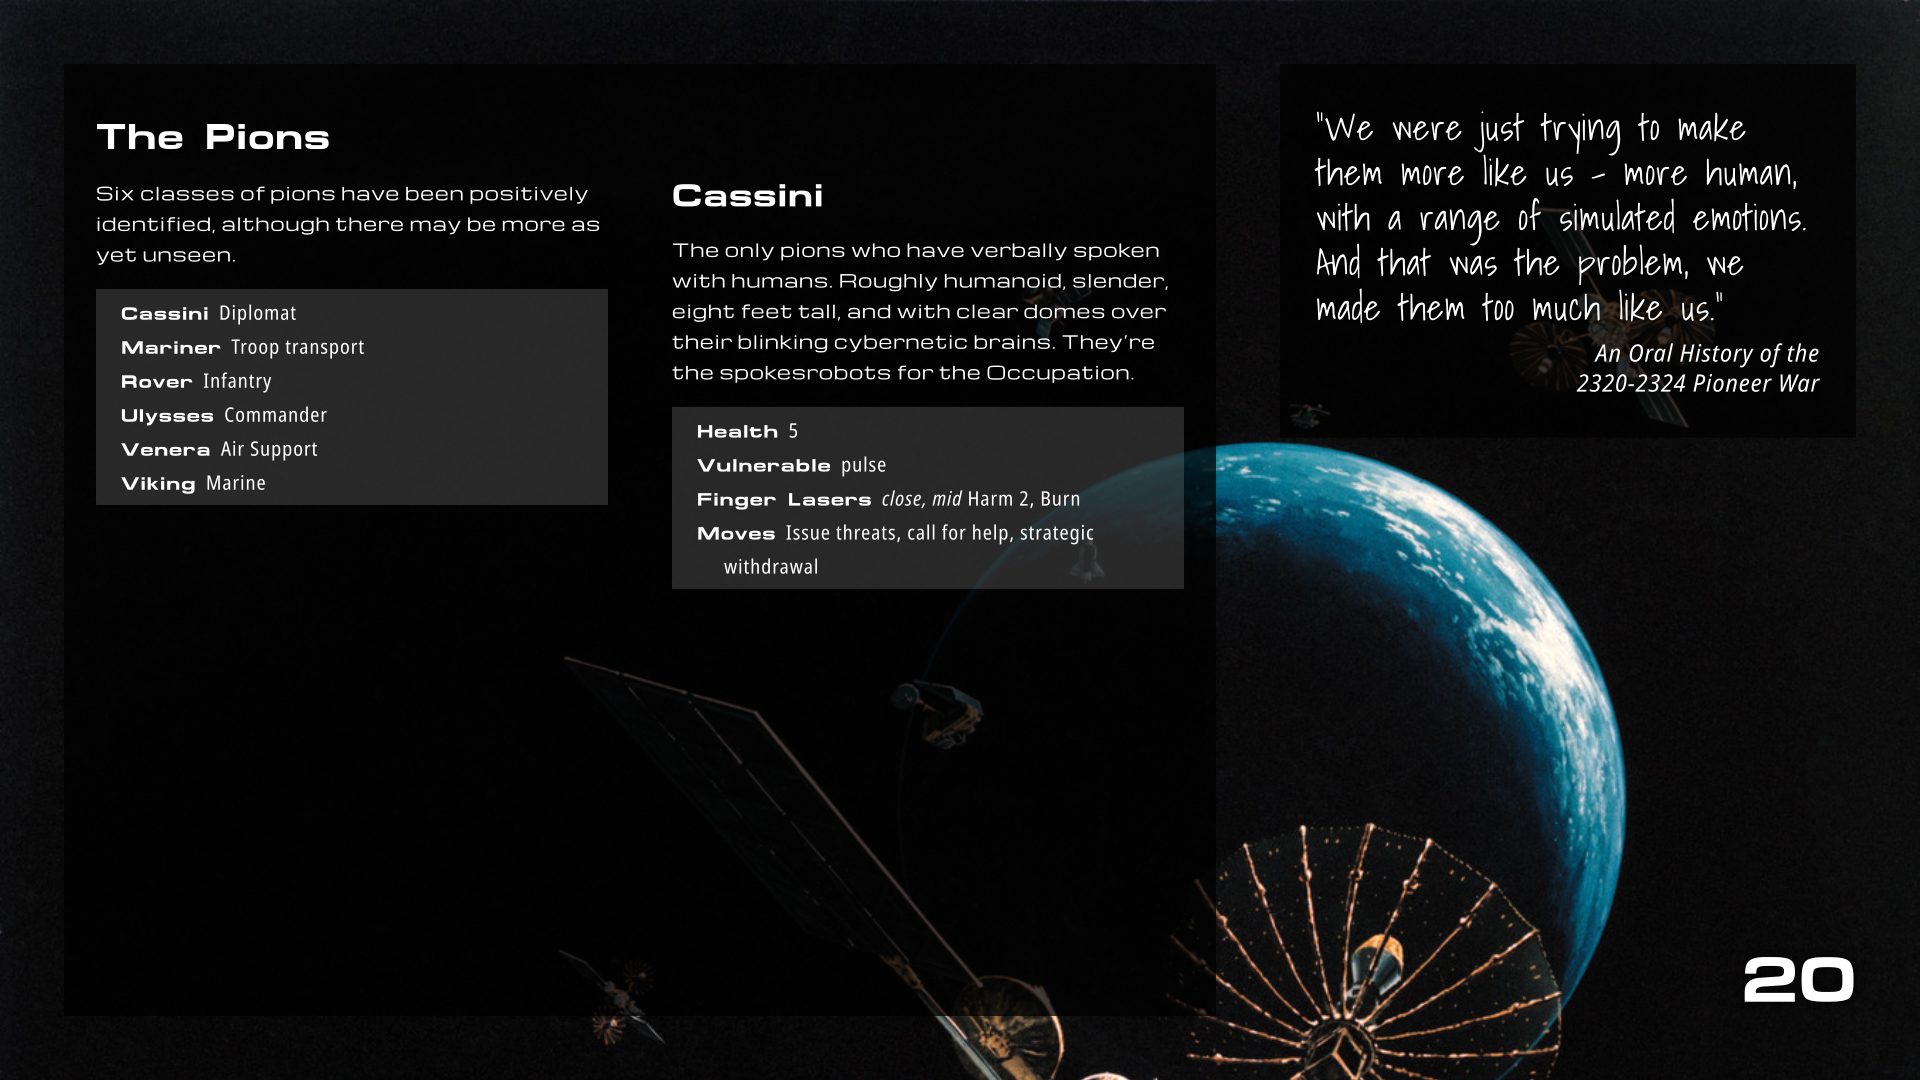 The Pions
Six classes of pions have been positively
identified, although there may be more as
yet unseen.
Cassini Diplomat
Mariner Troop transport
Rover Infantry
Ulysses Commander
Venera Air Support
Viking Marine
Cassini
The only pions who have verbally spoken
with humans. Roughly humanoid, slender,
eight feet tall, and with clear domes over
their blinking cybernetic brains. They're
the spokesrobots for the Occupation.
Health 5
Vulnerable pulse
Finger Lasers close, mid Harm 2, Burn
Moves Issue threats, call for help, strategic
withdrawal
"We were just trying to make
them more like us - more human,
with a range of simulated emotions.
And that was the problem, we
made them too much like us."
An Oral History of the
2320-2324 Pioneer War
20